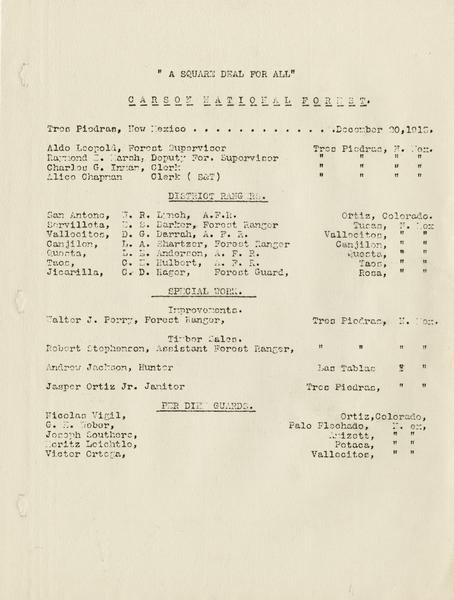 " A SQUARE DEAL FOR ALL"
CARSON NATIONAL FOREST.
Tres Piedras, New Mexico . . . . . . . . . . . . .December 20,1912.
Aldo Leopold, Forest Supervisor Tres Piedras, N. Mex.
Raymond E. Marsh, Deputy For. Supervisor " " "
Charles G. Inman, Clerk " " "
Alice Chapman Clerk ( S&T) " " "
DISTRICT RANGERS.
San Antone, H. R. Lynch, A.F.R. Ortiz, Colorado.
Servilleta, E. S. Barker, Forest Ranger Tusas, N. Mex
Vallecitos, D. G. Darrah, A. F. R. Vallecitos, " "
Canjilon, L. A. Shartzer, Forest Ranger Canjilon, " "
Questa, L. E. Anderson, A. F. R. Questa, " "
Taos, C. E. Hulbert, A. F. R. Taos, " "
Jicarilla, C. D. Hager, Forest Guard, Rosa, " "
SPECIAL WORK.
Improvements.
Walter J. Perry, Forest Ranger, Tres Piedras, N. Mex.
Timber Sales.
Robert Stephenson, Assistant Forest Ranger, " " " "
Andrew Jackson, Hunter Las Tablas " "
Jasper Ortiz Jr. Janitor Tres Piedras, " "
PER DIEM GUARDS.
Nicolas Vigil, Ortiz,Colorado,
G. E. Palo Flechado, N. Mex,
Joseph Southers, " "
Moritz Leichtle, Petaca, " "
Victor Ortega, Vallecitos, " "